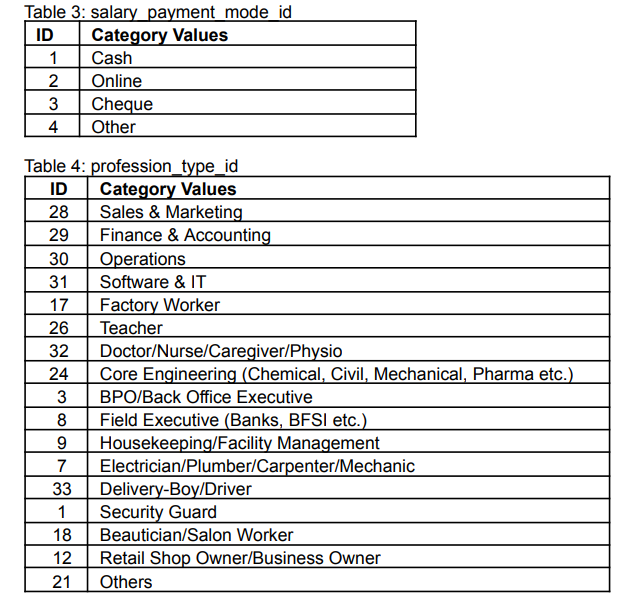 Table 3: salary_payment_mode_id
ID Category Values
1 Cash
2 Online
3 Cheque
4 Other
Table 4: profession_type_id
ID Category Values
28 Sales & Marketing
29 Finance & Accounting
30 Operations
31 Software & IT
17 Factory Worker
26 Teacher
32 Doctor/Nurse/Caregiver/Physio
24 Core Engineering (Chemical, Civil, Mechanical, Pharma etc.)
3 BPO/Back Office Executive
8 Field Executive (Banks, BFSI etc.)
9 Housekeeping/Facility Management
7 Electrician/Plumber/Carpenter/Mechanic
33 Delivery-Boy/Driver
1 Security Guard
18 Beautician/Salon Worker
12 Retail Shop Owner/Business Owner
21 Others